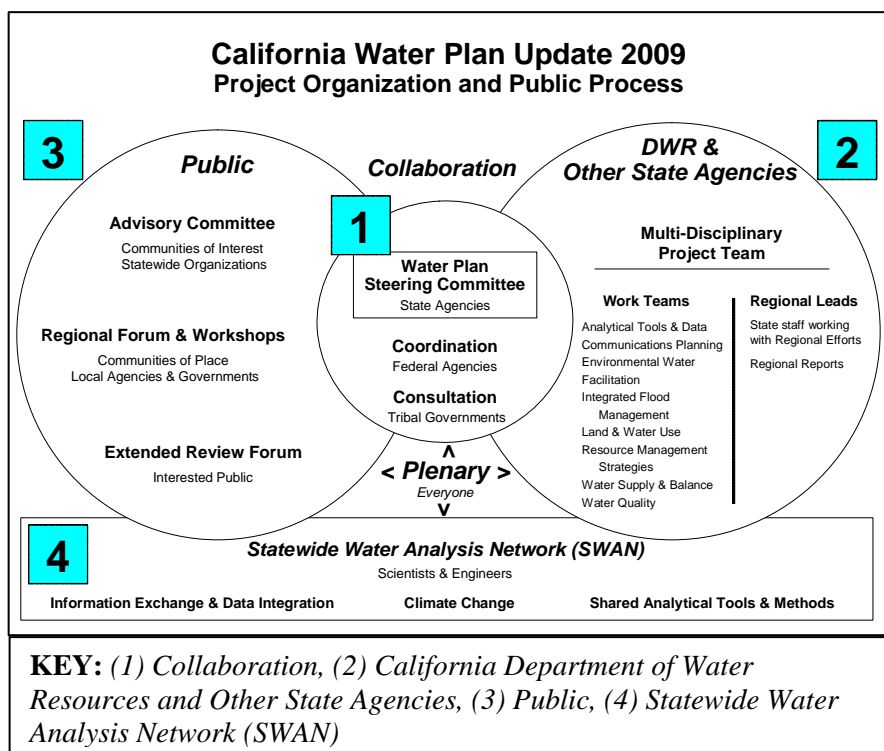 California Water Plan Update 2009
Project Organization and Public Process
3
Public
Advisory Committee
Communities of Interest
Statewide Organizations
Regional Forum & Workshops
Communities of Place
Local Agencies & Governments
Extended Review Forum
Interested Public
Collaboration
1
Water Plan
Steering Committee
State Agencies
Coordination
Federal Agencies
Consultation
Tribal Governments
< Plenary >
Everyone
2
DWR &
Other State Agencies
Multi-Disciplinary
Project Team
Work Teams
Analytical Tools & Data
Communications Planning
Environmental Water
Facilitation
Integrated Flood
Management
Land & Water Use
Resource Management
Strategies
Water Supply & Balance
Water Quality
Regional Leads
State staff working
with Regional Efforts
Regional Reports
4
Statewide Water Analysis Network (SWAN)
Scientists & Engineers
Information Exchange & Data Integration
Climate Change
Shared Analytical Tools & Methods
KEY: (1) Collaboration, (2) California Department of Water
Resources and Other State Agencies, (3) Public, (4) Statewide Water
Analysis Network (SWAN)